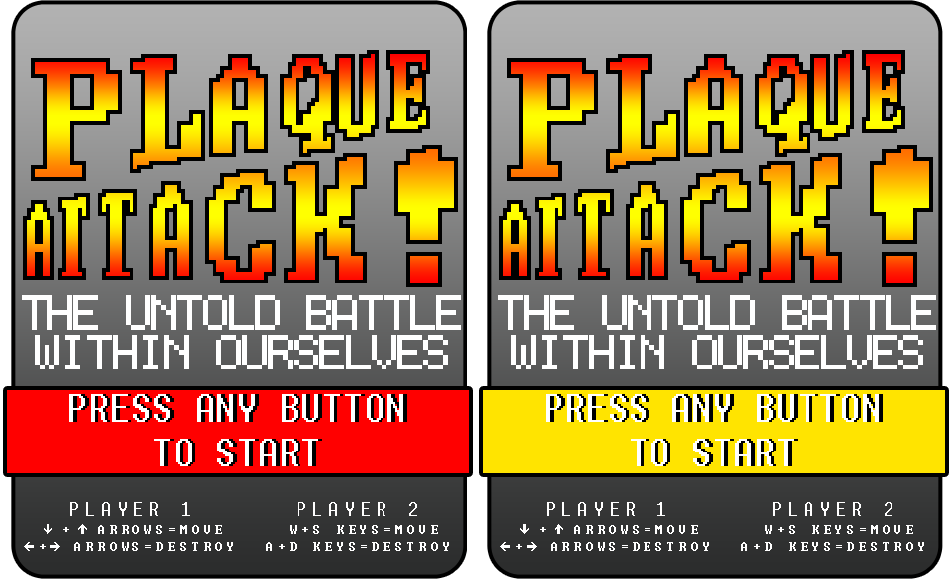 PLAQUE
ATTACK!
THE UNTOLD BATTLE
WITHIN OURSELVES
PRESS ANY BUTTON
TO START
PLAYER 1
↓ + ↑ ARROWS=MOVE
←+→ ARROWS=DESTROY
PLAYER 2
W+S KEYS=MOVE
A+D KEYS=DESTROY
PLAQUE
ATTACK!
THE UNTOLD BATTLE
WITHIN OURSELVES
PRESS ANY BUTTON
TO START
PLAYER 1
↓ + ↑ ARROWS=MOVE
←+→ ARROWS=DESTROY
PLAYER 2
W+S KEYS=MOVE
A+D KEYS=DESTROY